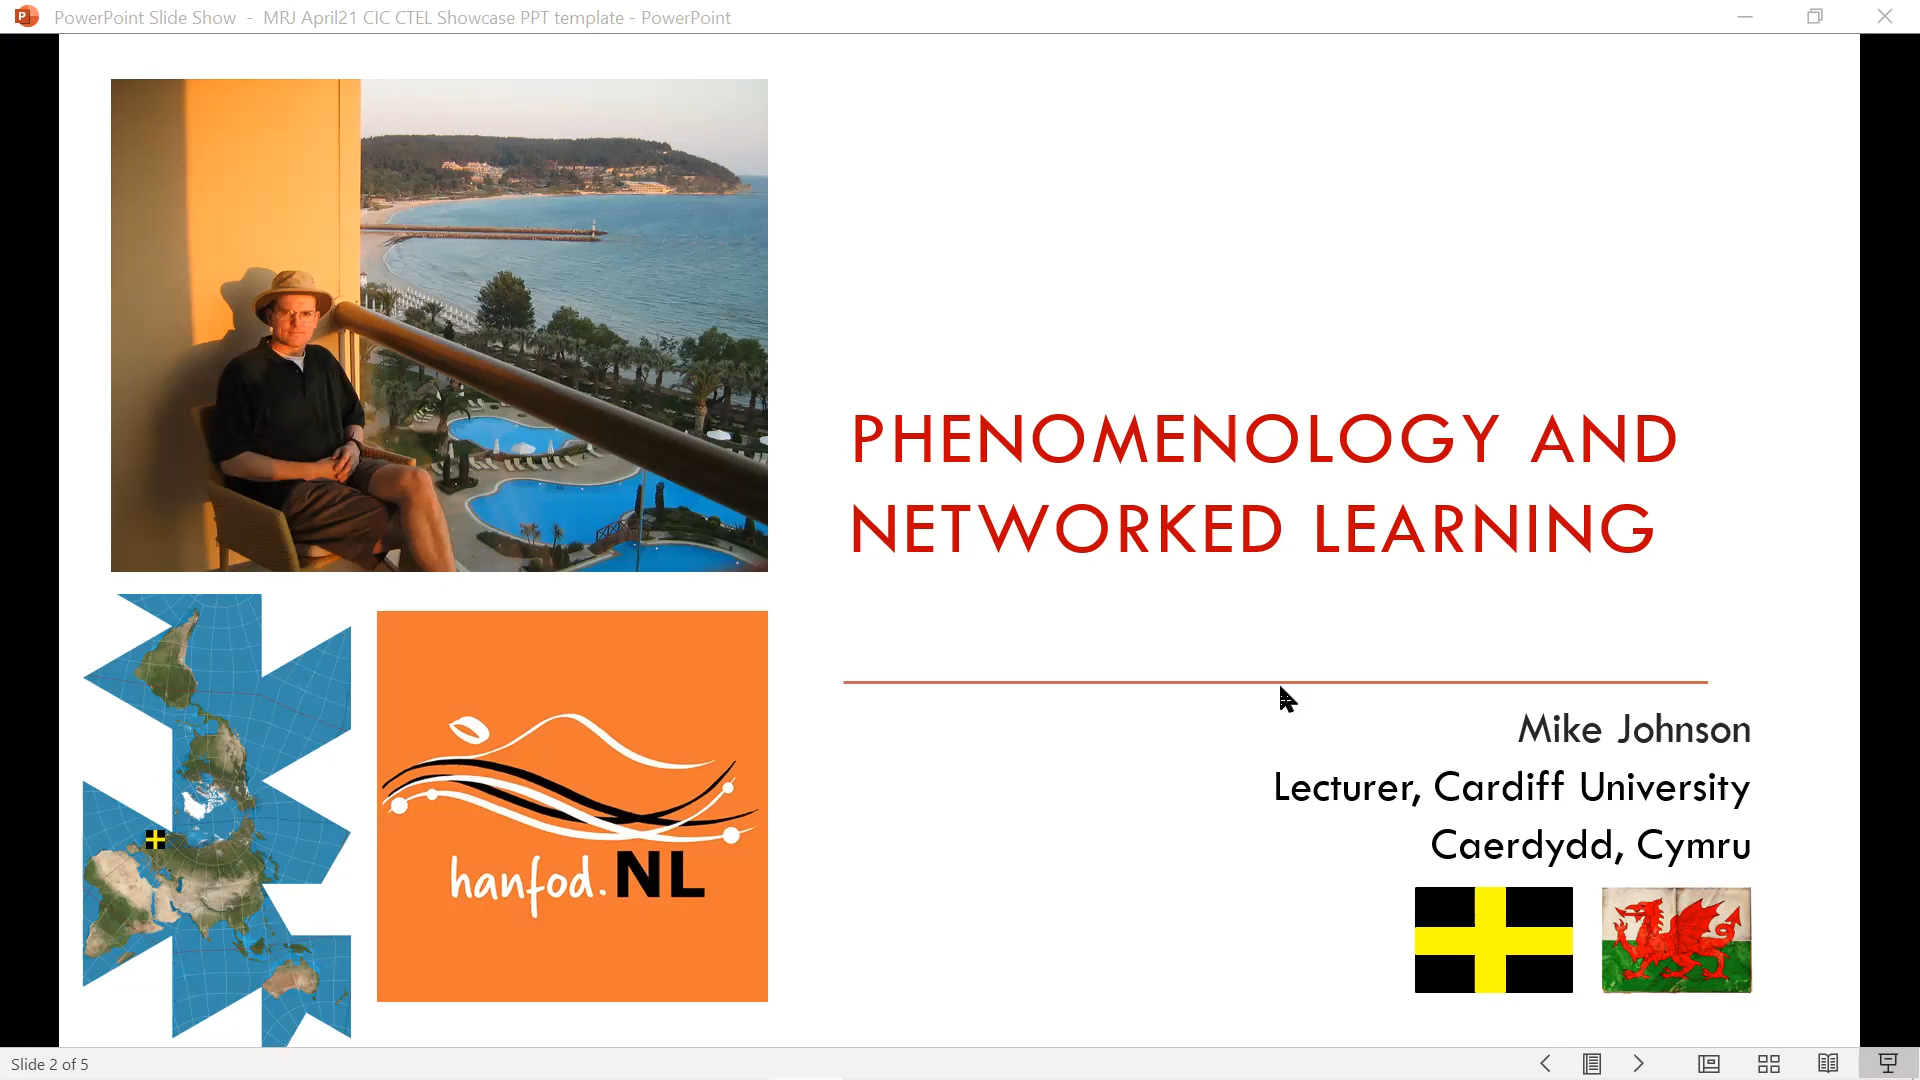 PowerPoint Slide Show - MRJ April21 CIC CTEL Showcase PPT template - PowerPoint
PHENOMENOLOGY AND
NETWORKED LEARNING
hanfod.NL
Mike Johnson
Lecturer, Cardiff University
Caerdydd, Cymru
Slide 2 of 5